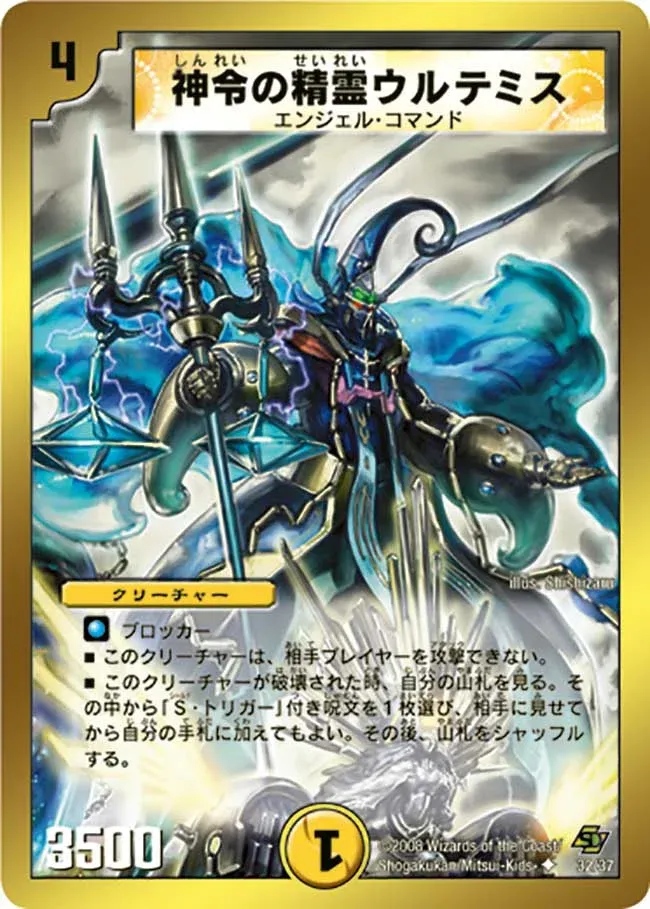 4
しんれい せいれい
神令の精霊ウルテミス
エンジェル・コマンド
illus. Shishizaru
クリーチャー
ブロッカー
■ このクリーチャーは、相手プレイヤーを攻撃できない。
■ このクリーチャーが破壊された時、自分の山札を見る。そ
の中から「S・トリガー」付き呪文を1枚選び、相手に見せて
から自分の手札に加えてもよい。その後、山札をシャッフル
する。
3500
1
©2008 Wizards of the Coast/
Shogakukan/Mitsui-Kids
32/37